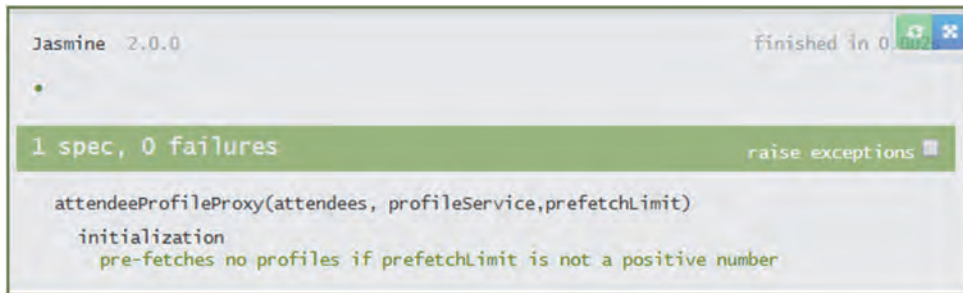 Jasmine 2.0.0
finished in 0.002s
1 spec, 0 failures
raise exceptions
attendeeProfileProxy(attendees, profileService,prefetchLimit)
initialization
pre-fetches no profiles if prefetchLimit is not a positive number